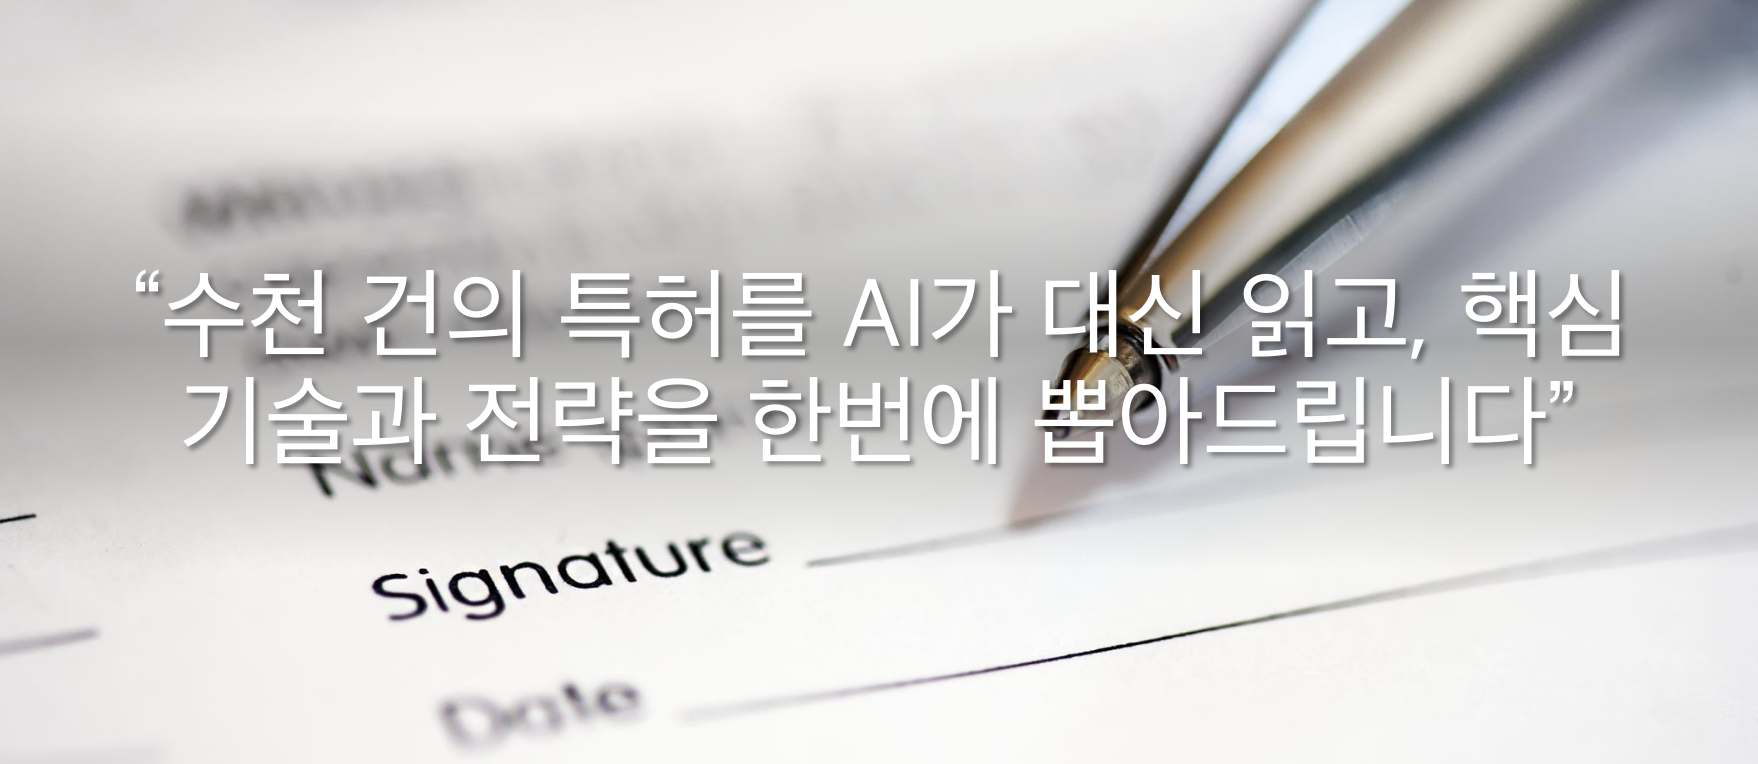 “수천 건의 특허를 AI가 대신 읽고, 핵심
기술과 전략을 한번에 뽑아드립니다”
Name
Signature
Date